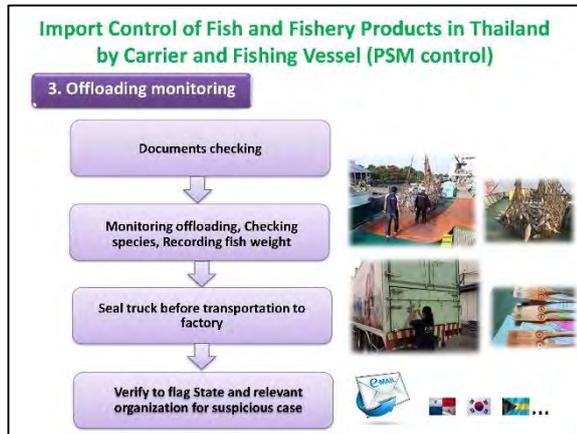 Import Control of Fish and Fishery Products in Thailand
by Carrier and Fishing Vessel (PSM control)
3. Offloading monitoring
Documents checking
Monitoring offloading, Checking
species, Recording fish weight
Seal truck before transportation to
factory
Verify to flag State and relevant
organization for suspicious case
e-MAIL
...